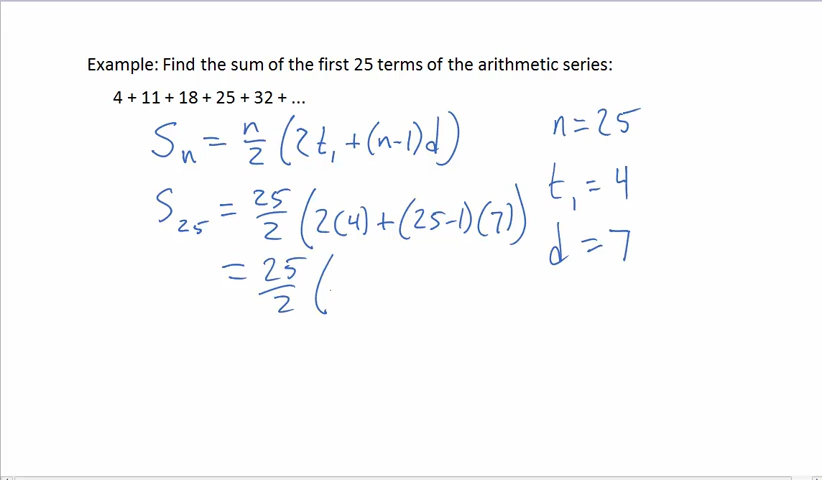 Example: Find the sum of the first 25 terms of the arithmetic series:
4 + 11 + 18 + 25 + 32 + ...
Sₙ = n/2 (2t₁ + (n-1)d)
n = 25
t₁ = 4
S₂₅ = 25/2 (2(4) + (25-1)(7))
d = 7
= 25/2 (